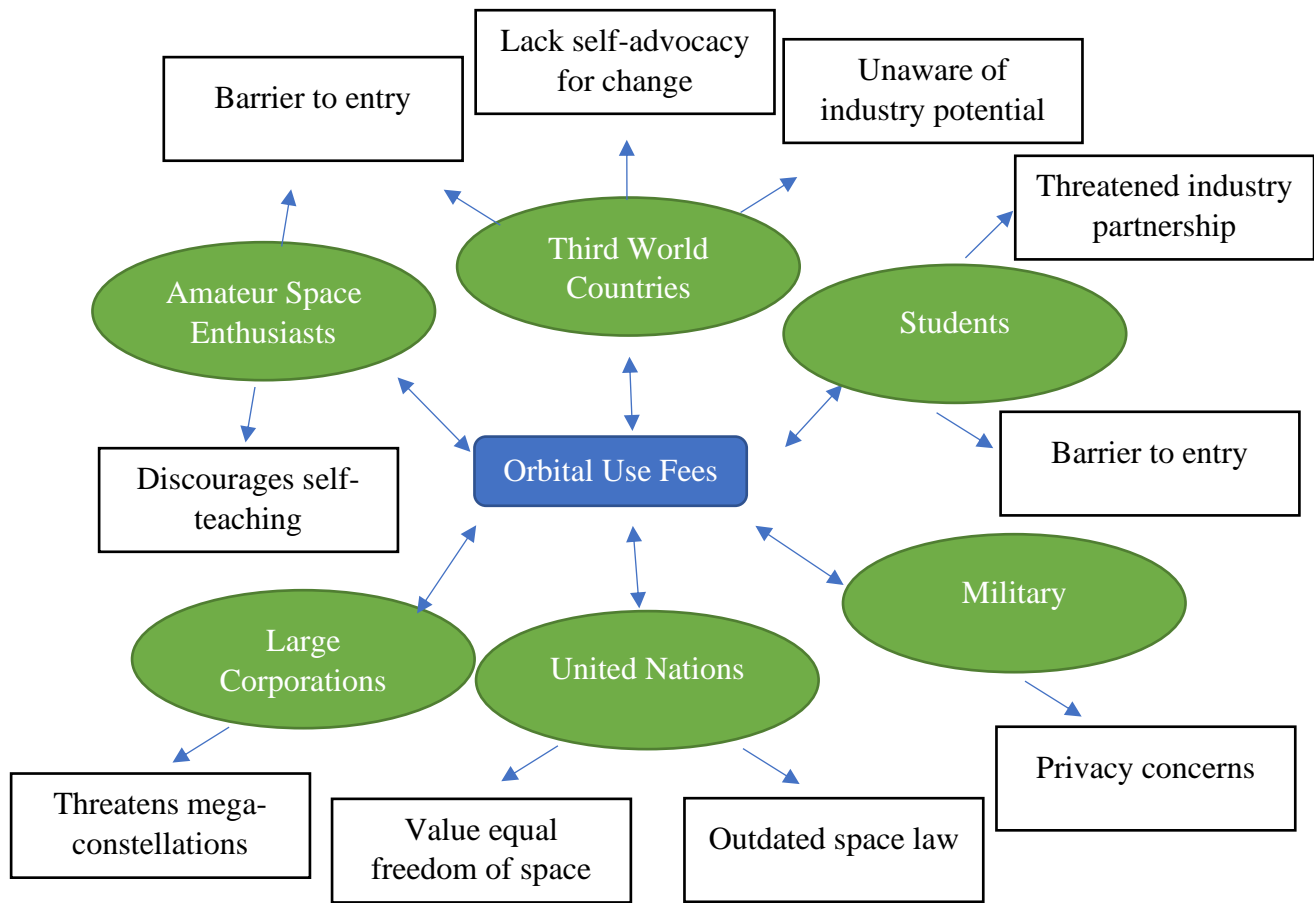 Lack self-advocacy
for change
Barrier to entry
Unaware of
industry potential
Threatened industry
partnership
Third World
Countries
Amateur Space
Enthusiasts
Students
Barrier to entry
Orbital Use Fees
Discourages self-
teaching
Military
Large
Corporations
United Nations
Privacy concerns
Threatens mega-
constellations
Value equal
freedom of space
Outdated space law